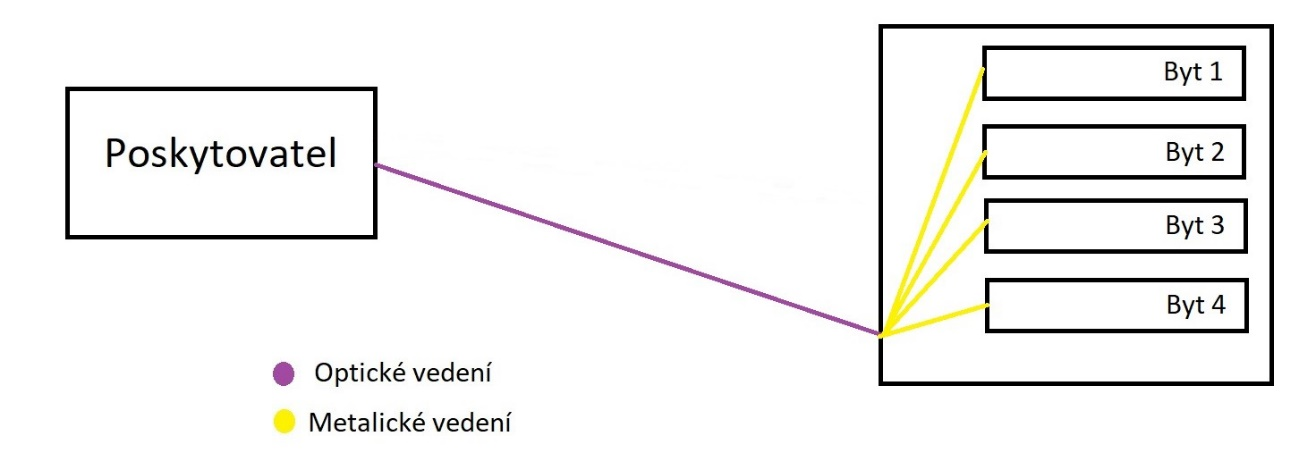 Poskytovatel
Byt 1
Byt 2
Byt 3
Byt 4
Optické vedení
Metalické vedení